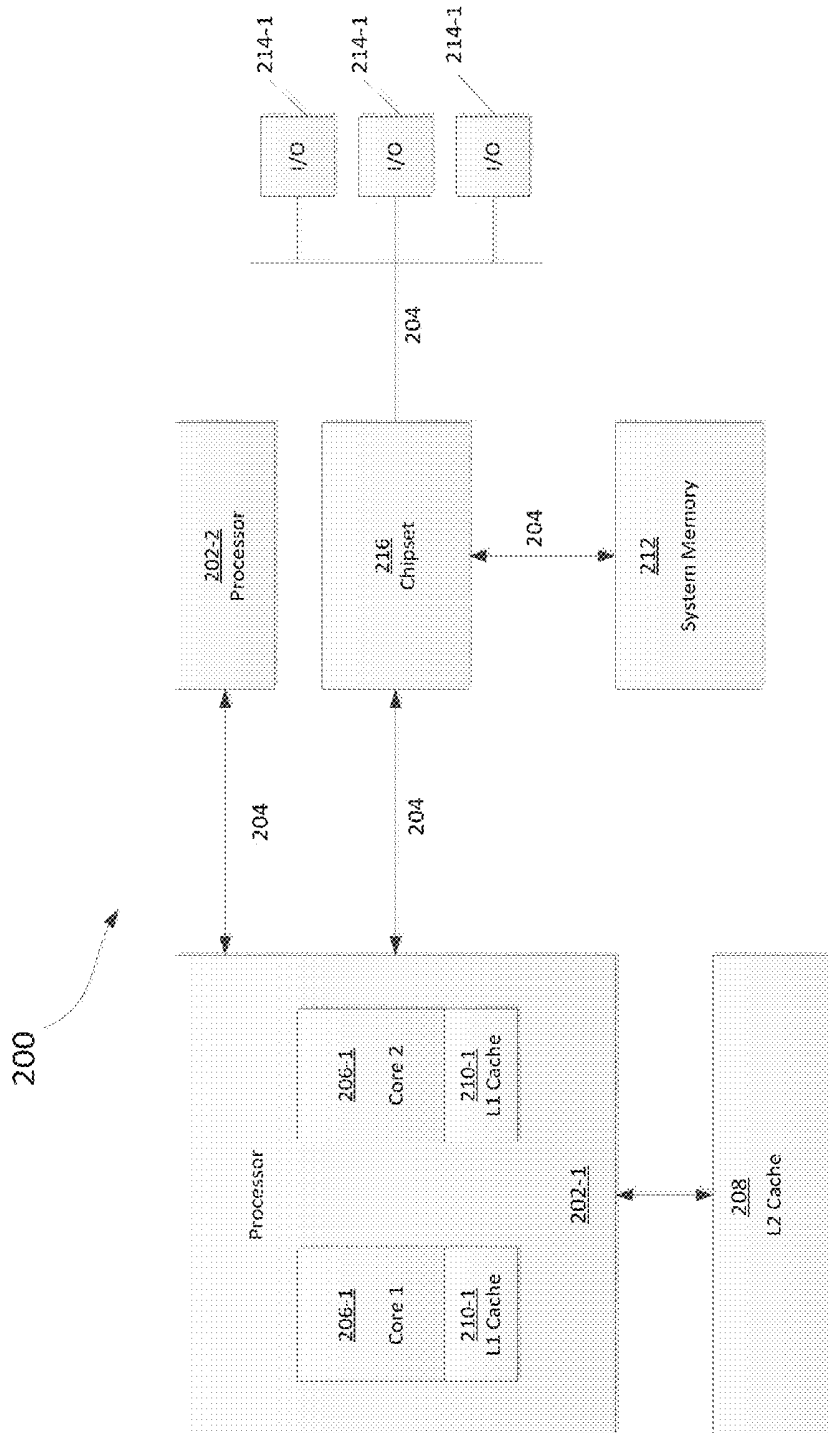 200
Processor
206-1
Core 1
210-1
L1 Cache
206-1
Core 2
210-1
L1 Cache
202-1
208
L2 Cache
204
204
202-2
Processor
216
Chipset
204
212
System Memory
204
I/O
214-1
I/O
214-1
I/O
214-1